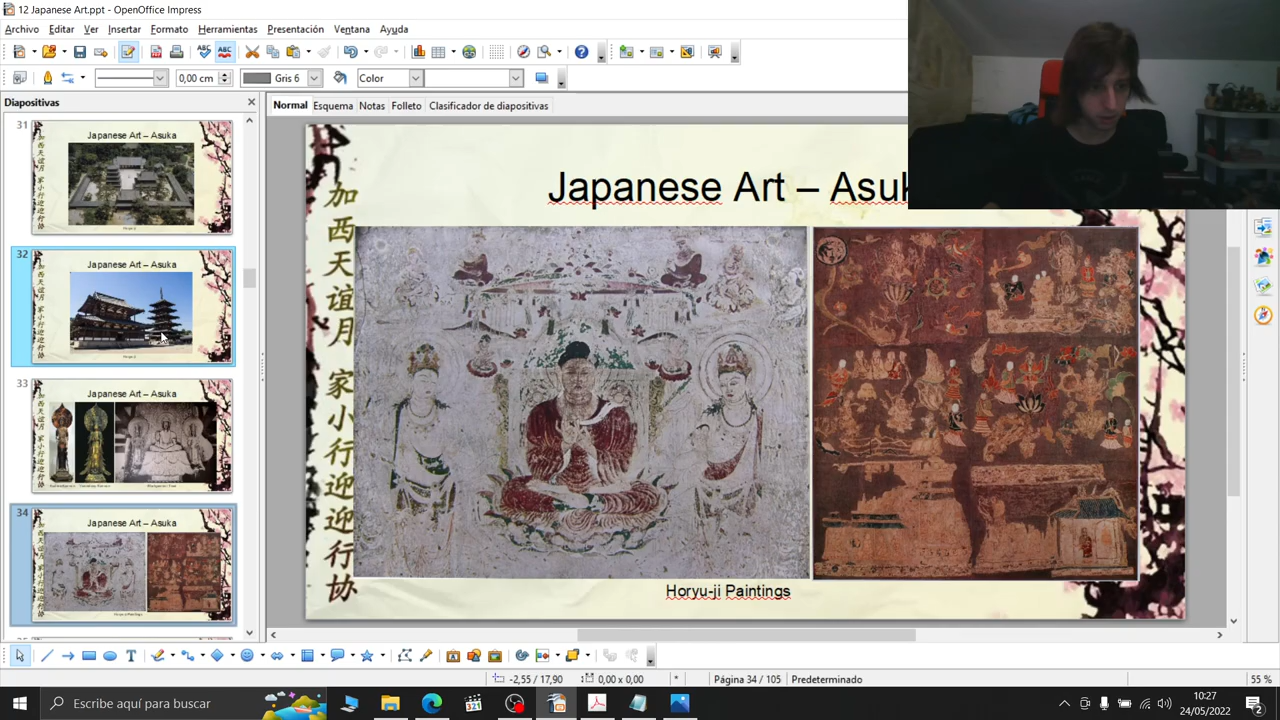 12 Japanese Art.ppt - OpenOffice Impress
Archivo Editar Ver Insertar Formato Herramientas Presentación Ventana Ayuda
0,00 cm Gris 6 Color
Diapositivas
Normal Esquema Notas Folleto Clasificador de diapositivas
31
Japanese Art – Asuka
32
Japanese Art – Asuka
33
Japanese Art – Asuka
34
Japanese Art – Asuka
Japanese Art – Asuk
加西天谊月
家小行迎迎行协
Horyu-ji Paintings
-2,55 / 17,90 0,00 x 0,00 * Página 34 / 105 Predeterminado 55 %
Escribe aquí para buscar
321
10:27
24/05/2022
2